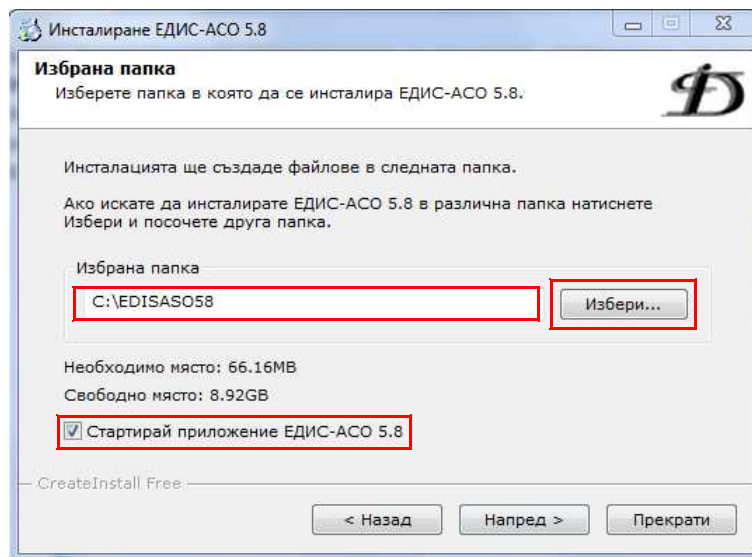 Инсталиране ЕДИС-АСО 5.8
Избрана папка
Изберете папка в която да се инсталира ЕДИС-АСО 5.8.
Инсталацията ще създаде файлове в следната папка.
Ако искате да инсталирате ЕДИС-АСО 5.8 в различна папка натиснете
Избери и посочете друга папка.
Избрана папка
C:\EDISASO58
Избери...
Необходимо място: 66.16MB
Свободно място: 8.92GB
Стартирай приложение ЕДИС-АСО 5.8
CreateInstall Free
< Назад
Напред >
Прекрати